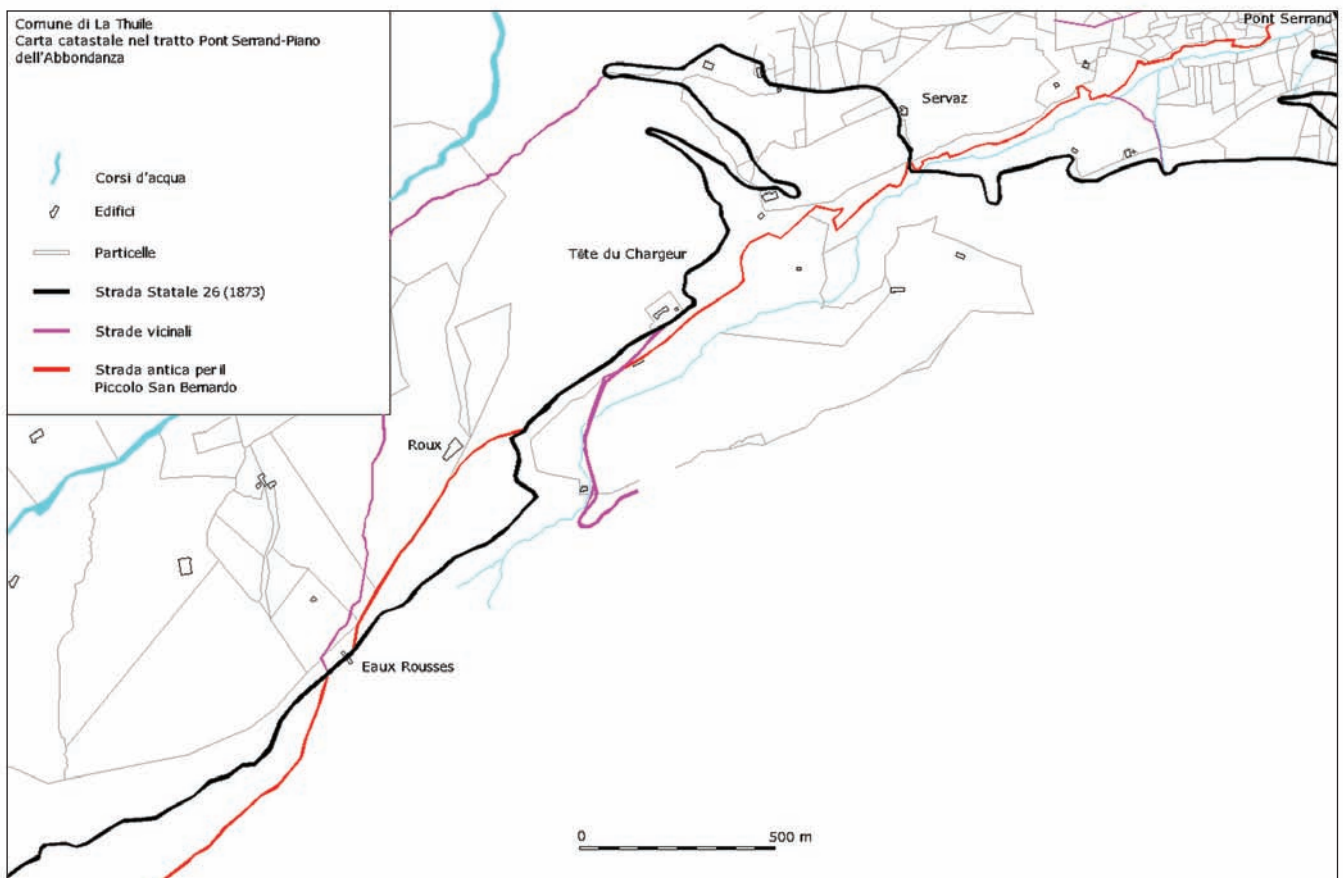 Comune di La Thuile
Carta catastale nel tratto Pont Serrand-Piano
dell'Abbondanza
Corsi d'acqua
Edifici
Particelle
Strada Statale 26 (1873)
Strade vicinali
Strada antica per il
Piccolo San Bernardo
Pont Serrand
Servaz
Tête du Chargeur
Roux
Eaux Rousses
0 500 m